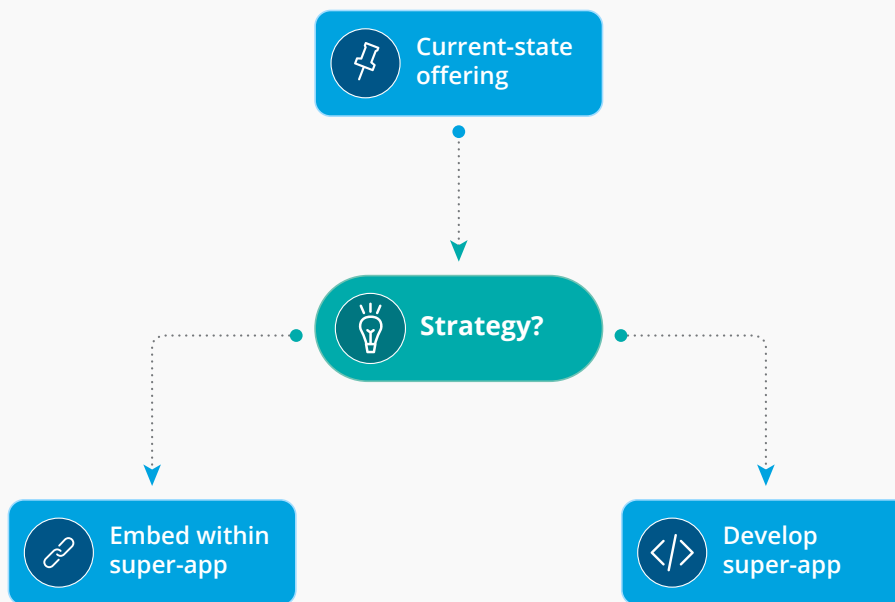 Current-state
offering
Strategy?
Embed within
super-app
Develop
super-app